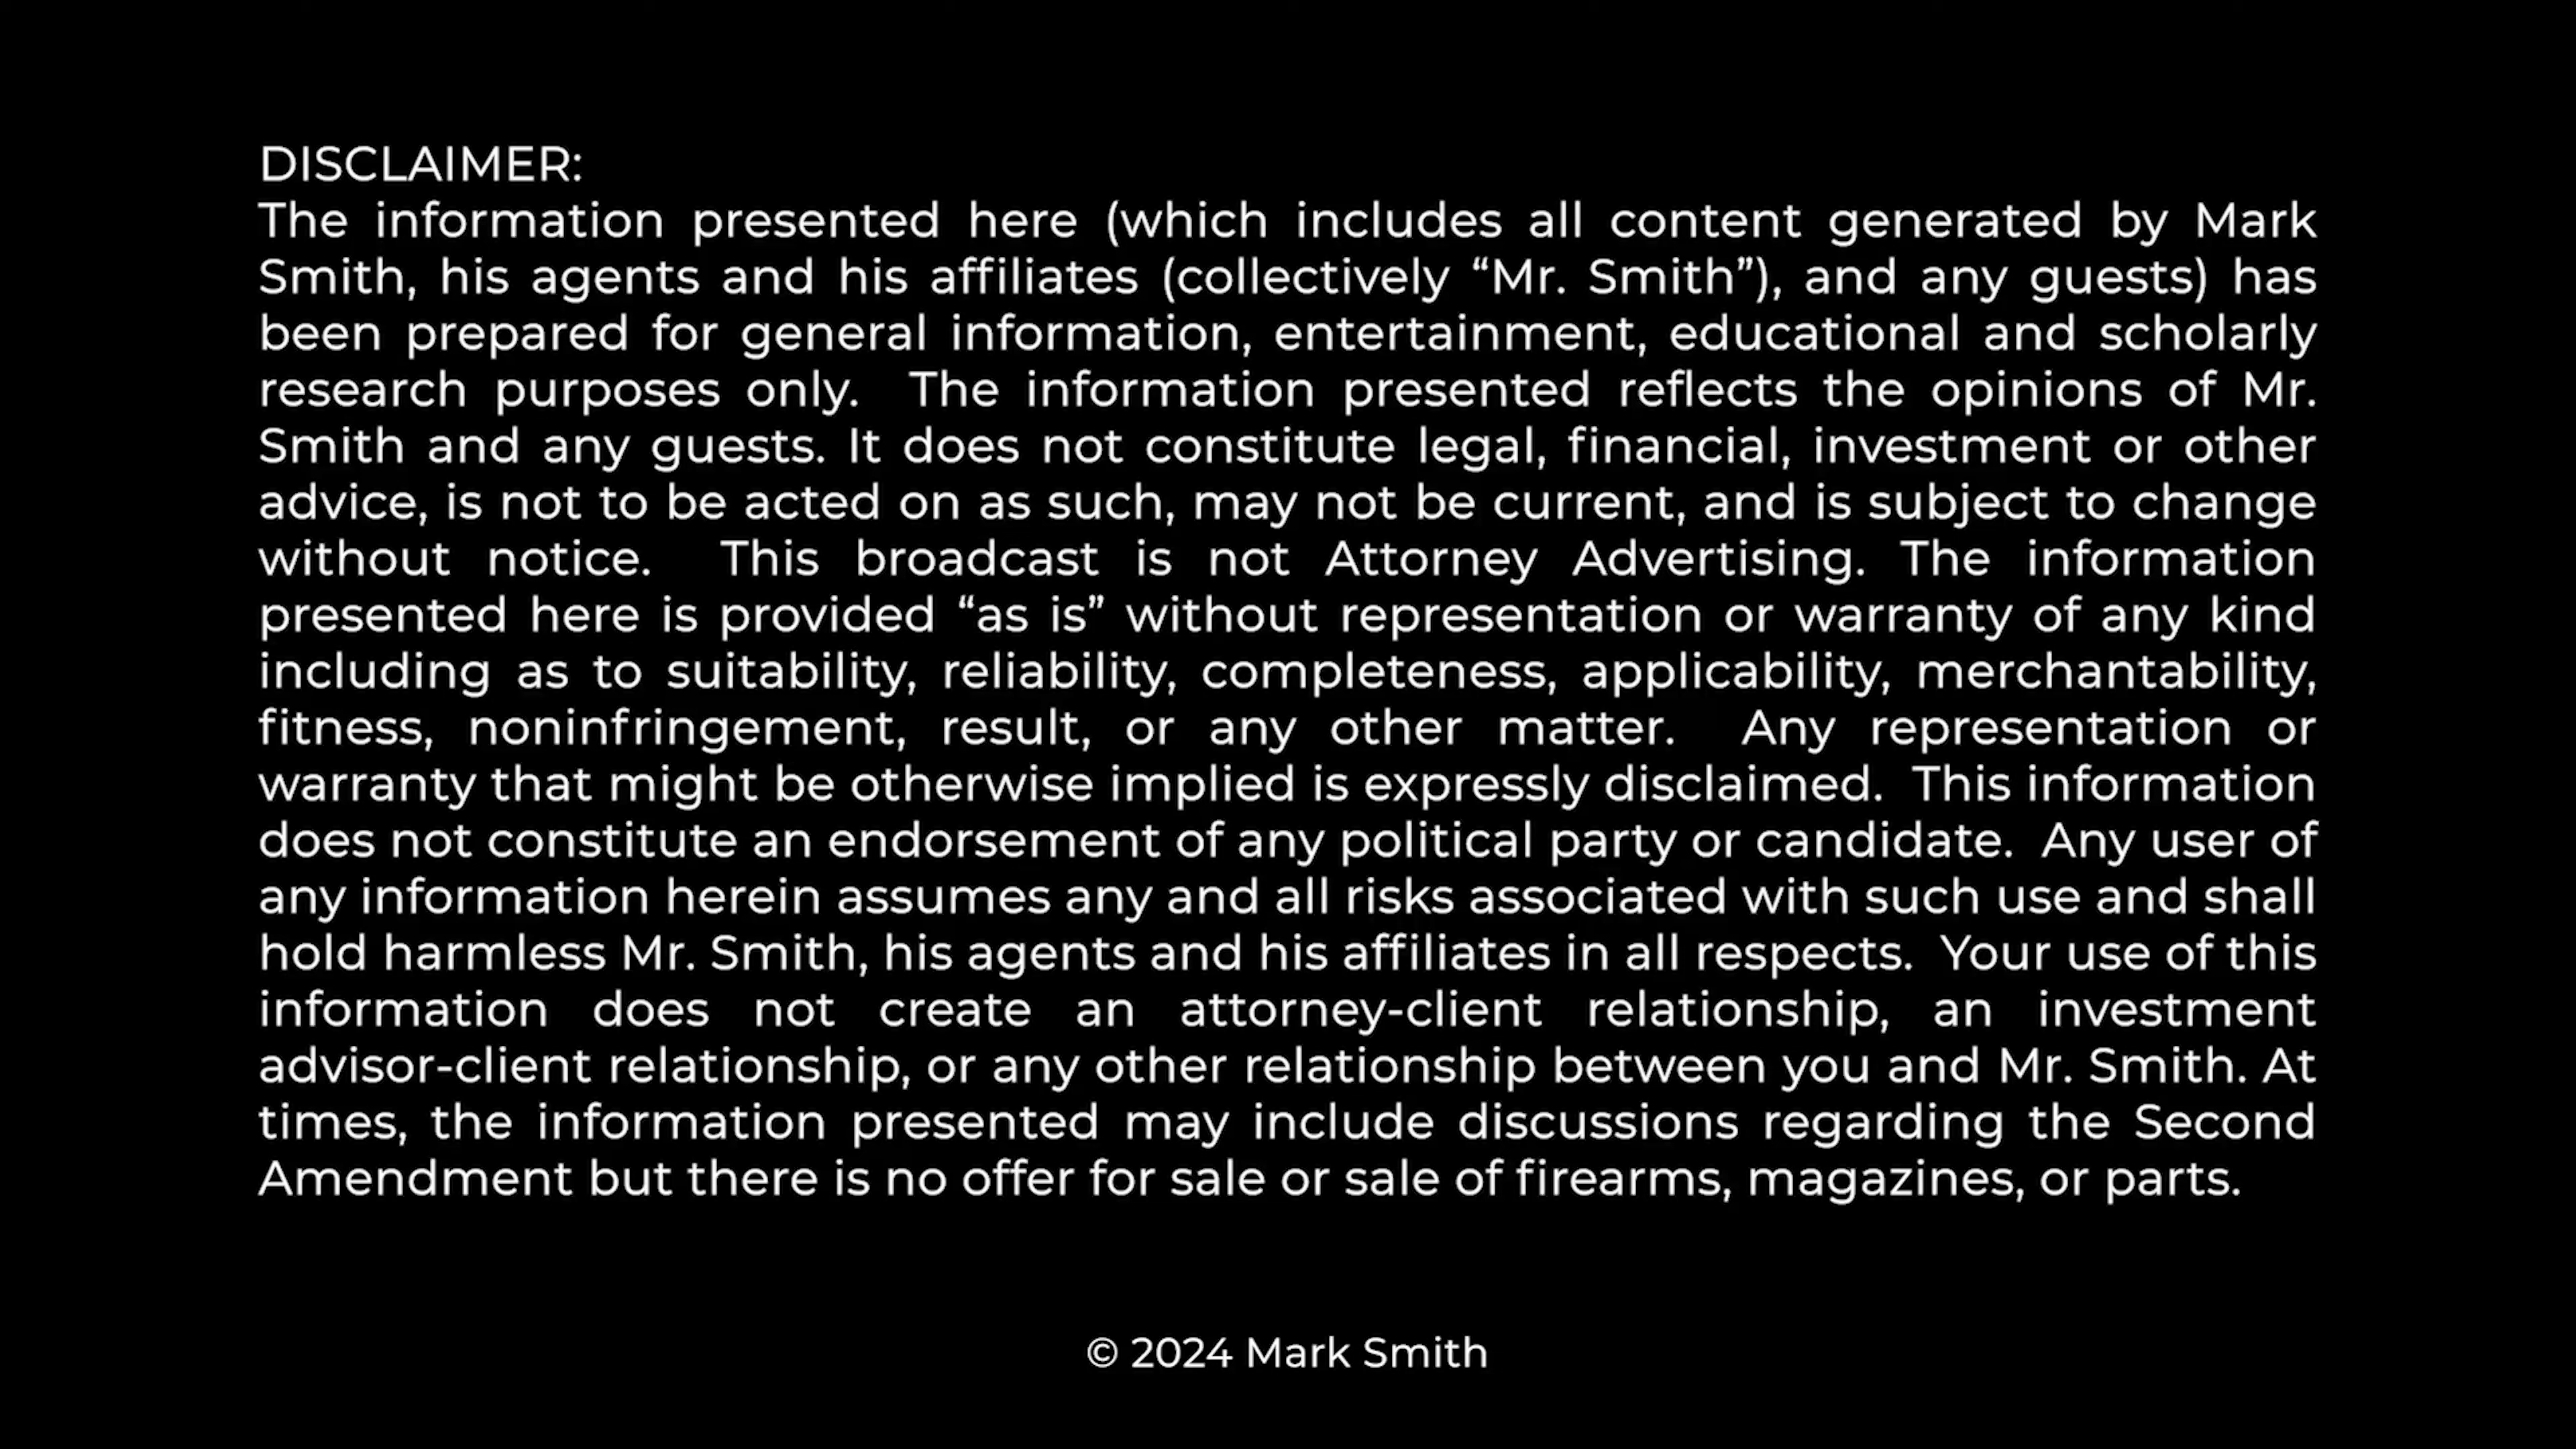 DISCLAIMER:
The information presented here (which includes all content generated by Mark
Smith, his agents and his affiliates (collectively “Mr. Smith”), and any guests) has
been prepared for general information, entertainment, educational and scholarly
research purposes only.  The information presented reflects the opinions of Mr.
Smith and any guests. It does not constitute legal, financial, investment or other
advice, is not to be acted on as such, may not be current, and is subject to change
without notice.  This broadcast is not Attorney Advertising. The information
presented here is provided “as is” without representation or warranty of any kind
including as to suitability, reliability, completeness, applicability, merchantability,
fitness, noninfringement, result, or any other matter.  Any representation or
warranty that might be otherwise implied is expressly disclaimed.  This information
does not constitute an endorsement of any political party or candidate.  Any user of
any information herein assumes any and all risks associated with such use and shall
hold harmless Mr. Smith, his agents and his affiliates in all respects.  Your use of this
information does not create an attorney-client relationship, an investment
advisor-client relationship, or any other relationship between you and Mr. Smith. At
times, the information presented may include discussions regarding the Second
Amendment but there is no offer for sale or sale of firearms, magazines, or parts.
© 2024 Mark Smith